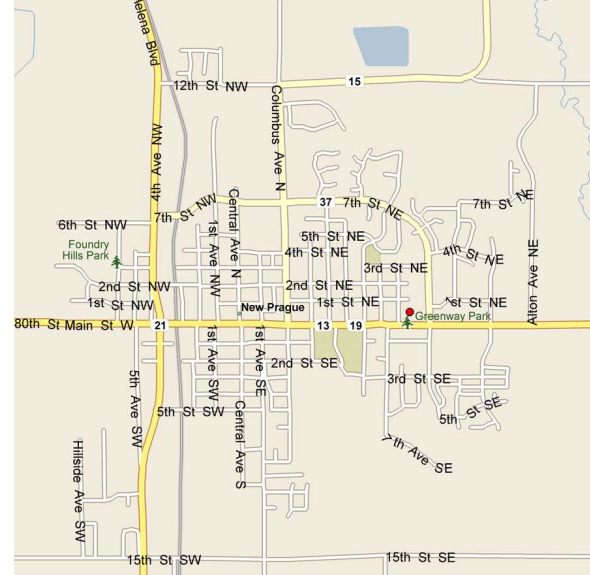 Helena Blvd
12th St NW
15
Columbus Ave N
4th Ave NW
Central Ave N
7th St NW
37
7th St NE
7th St NE
6th St NW
1st Ave NW
5th St NE
4th St NE
4th St NE
Foundry
Hills Park
3rd St NE
Alton Ave NE
2nd St NW
2nd St NE
1st St NW
New Prague
1st St NE
1st St NE
Greenway Park
80th St
Main St W
21
13
19
1st Ave SW
1st Ave SE
2nd St SE
5th Ave SW
3rd St SE
5th St SW
Central Ave S
5th St SE
Hillside Ave SW
7th Ave SE
15th St SW
15th St SE